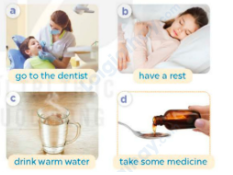 a
b
go to the dentist
have a rest
c
d
drink warm water
take some medicine